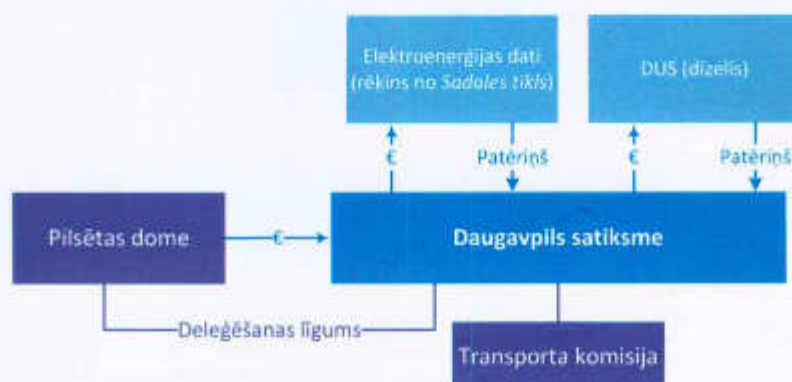 Elektroenerģijas dati
(rēķins no Sadales tīkls)
DUS (dīzelis)
€
Patēriņš
€
Patēriņš
Pilsētas dome
€
Daugavpils satiksme
Deleģēšanas līgums
Transporta komisija